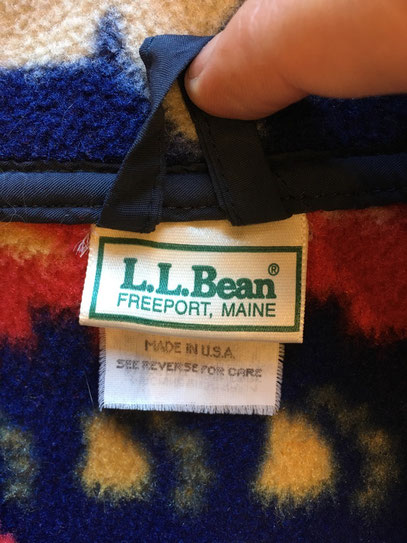 L.L.Bean®
FREEPORT, MAINE
MADE IN U.S.A.
SEE REVERSE FOR CARE